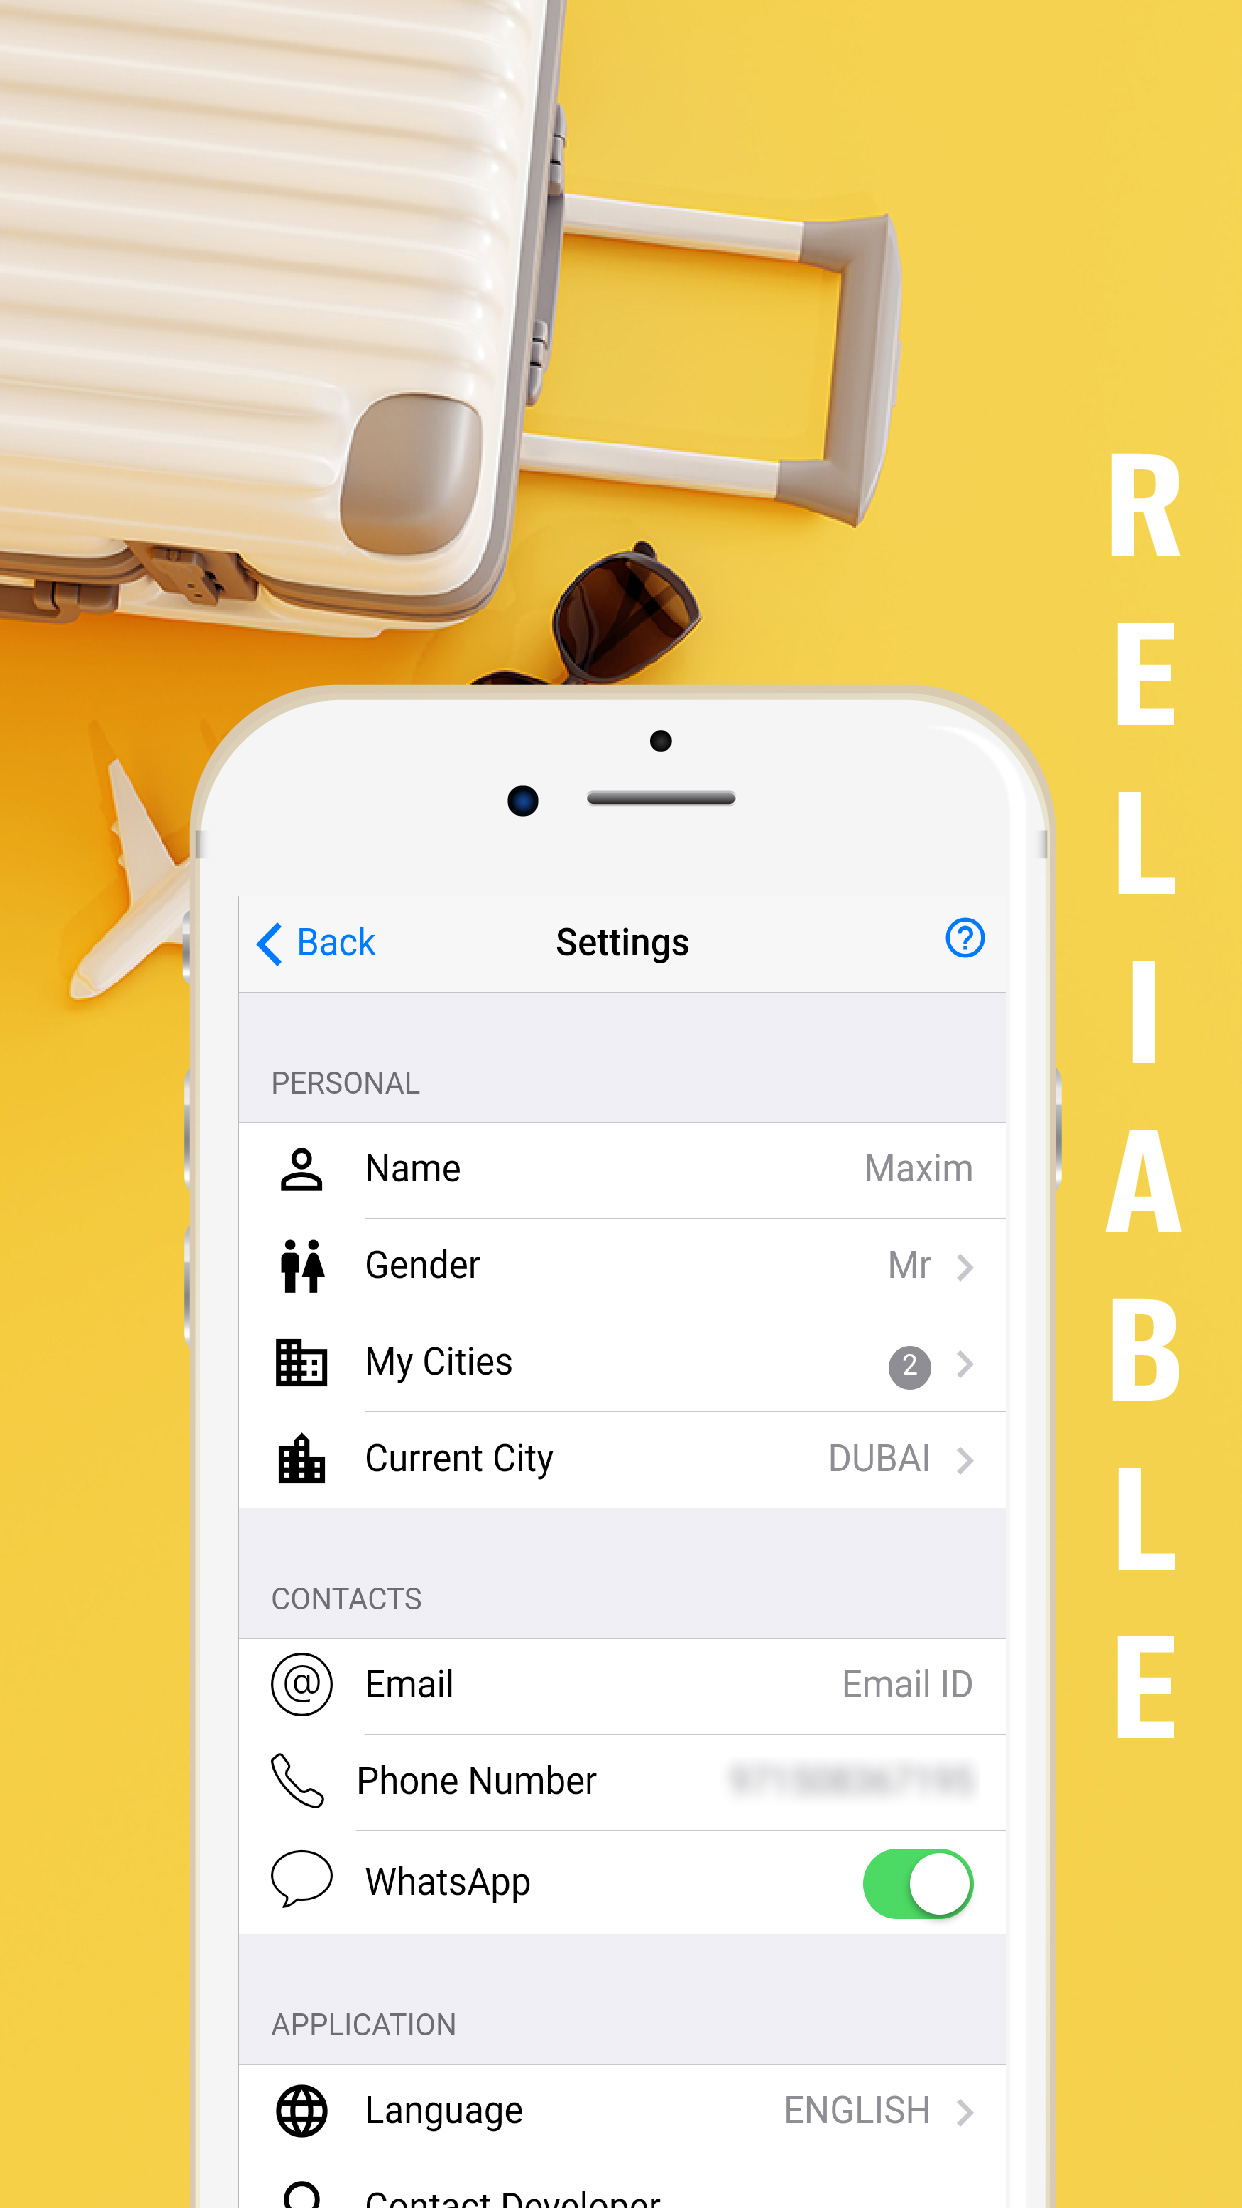 Back Settings
PERSONAL
Name Maxim
Gender Mr
My Cities 2
Current City DUBAI
CONTACTS
@ Email Email ID
Phone Number
WhatsApp
APPLICATION
Language ENGLISH
Contact Developer
RELIABLE